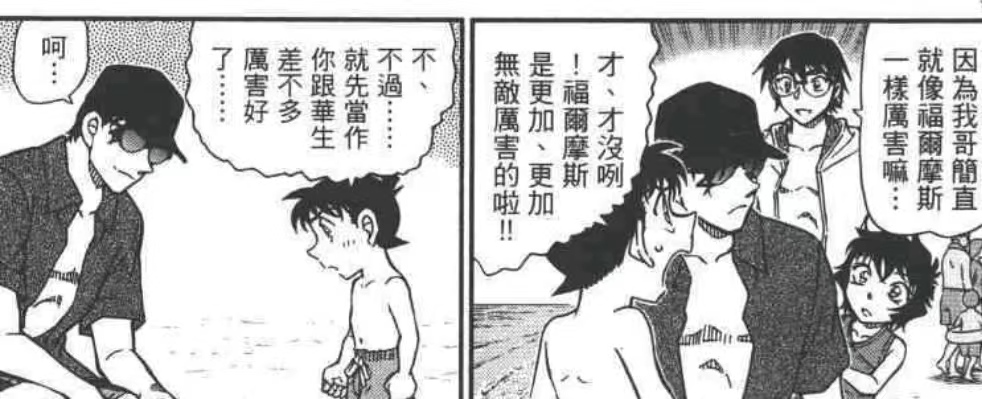 因為我哥簡直
就像福爾摩斯
一樣厲害嘛…
才、才沒咧
！福爾摩斯
是更加、更加
無敵厲害的啦!!
不、
不過……
就先當作
你跟華生
差不多
厲害好
了……
呵…